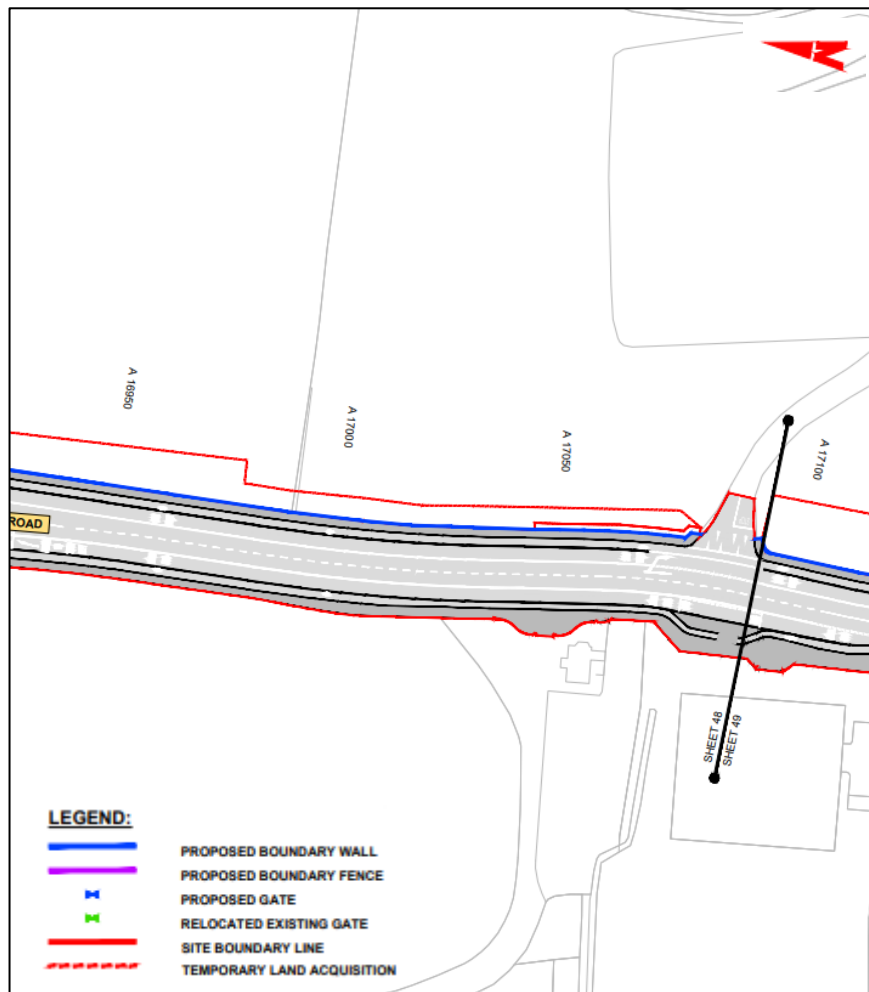 A 16950
A 17000
A 17050
A 17100
ROAD
SHEET 48
SHEET 49
LEGEND:
PROPOSED BOUNDARY WALL
PROPOSED BOUNDARY FENCE
PROPOSED GATE
RELOCATED EXISTING GATE
SITE BOUNDARY LINE
TEMPORARY LAND ACQUISITION